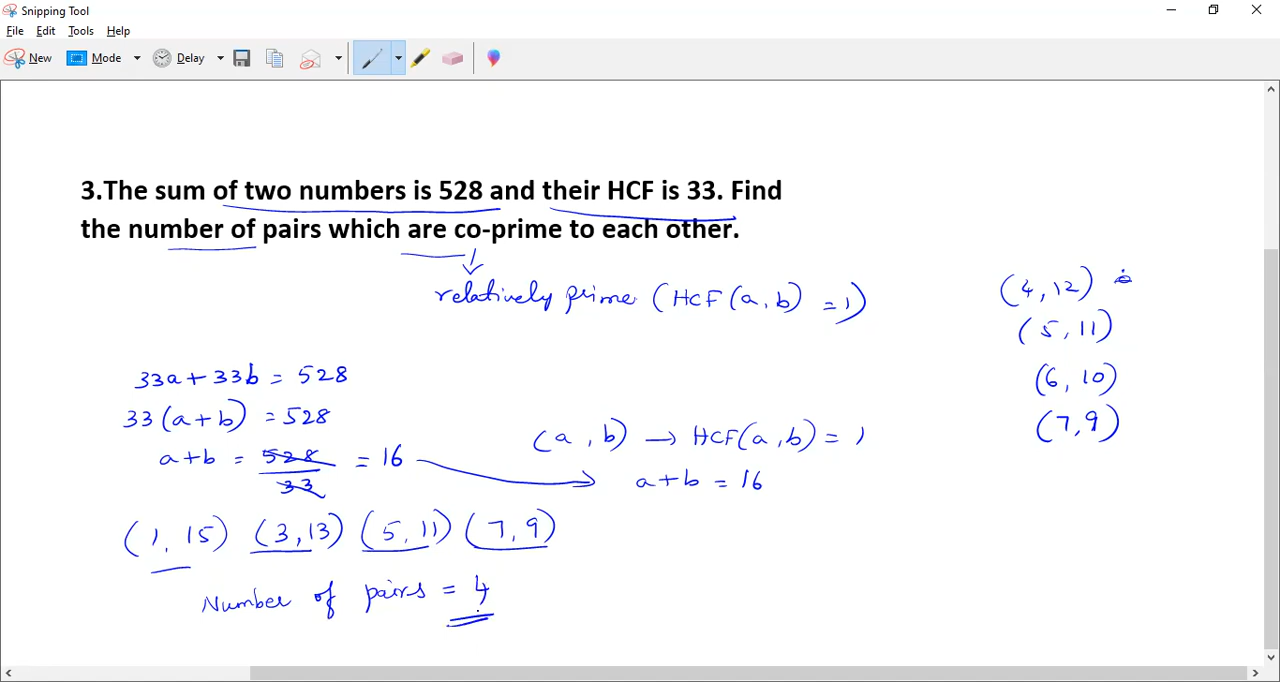 Snipping Tool
File Edit Tools Help
New Mode Delay
3.The sum of two numbers is 528 and their HCF is 33. Find
the number of pairs which are co-prime to each other.
relatively prime (HCF(a,b) = 1)
(4,12)
(5,11)
(6,10)
(7,9)
33a+33b = 528
33(a+b) = 528
a+b = 528/33 = 16
(a,b) → HCF(a,b) = 1
a+b = 16
(1,15) (3,13) (5,11) (7,9)
Number of pairs = 4